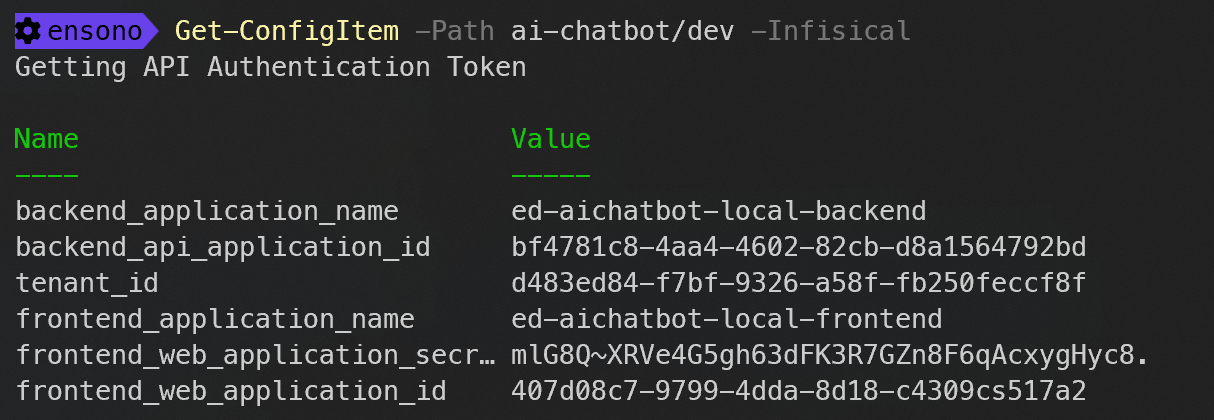 ensono Get-ConfigItem -Path ai-chatbot/dev -Infisical
Getting API Authentication Token
Name Value
---- -----
backend_application_name ed-aichatbot-local-backend
backend_api_application_id bf4781c8-4aa4-4602-82cb-d8a1564792bd
tenant_id d483ed84-f7bf-9326-a58f-fb250feccf8f
frontend_application_name ed-aichatbot-local-frontend
frontend_web_application_secr… mlG8Q~XRVe4G5gh63dFK3R7GZn8F6qAcxygHyc8.
frontend_web_application_id 407d08c7-9799-4dda-8d18-c4309cs517a2